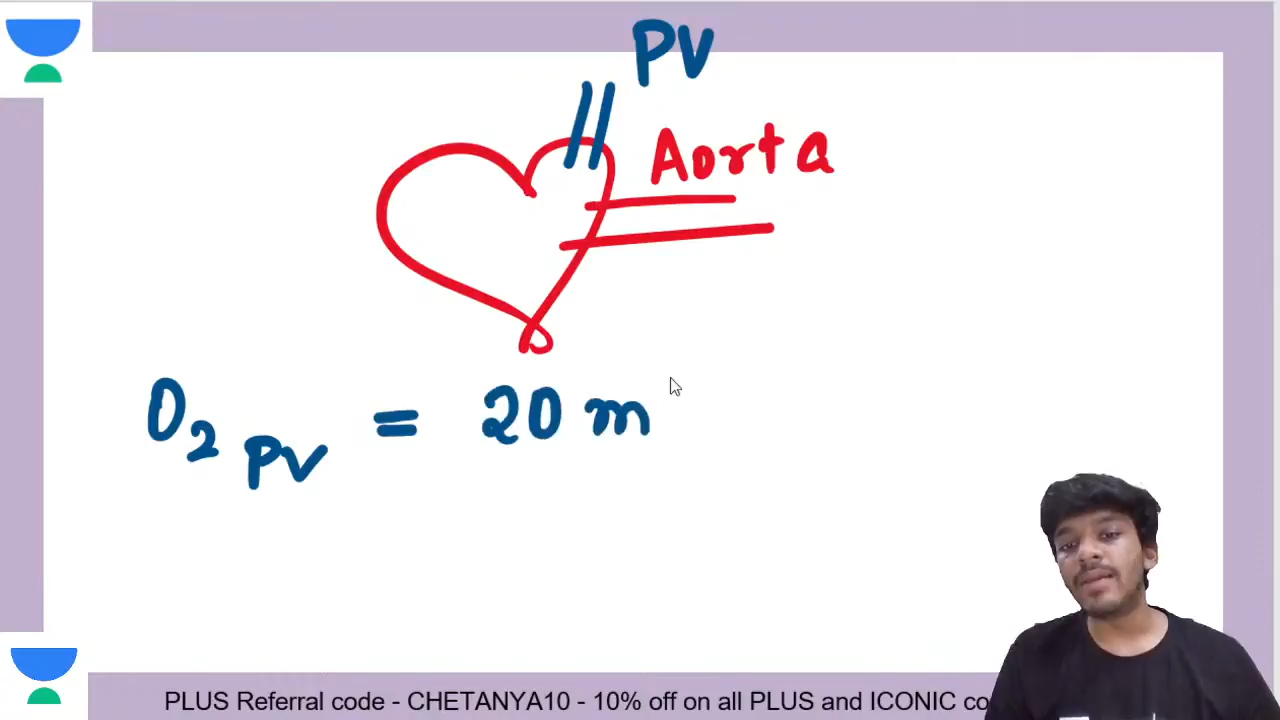 PV
Aorta
O2 PV = 20 m
PLUS Referral code - CHETANYA10 - 10% off on all PLUS and ICONIC co